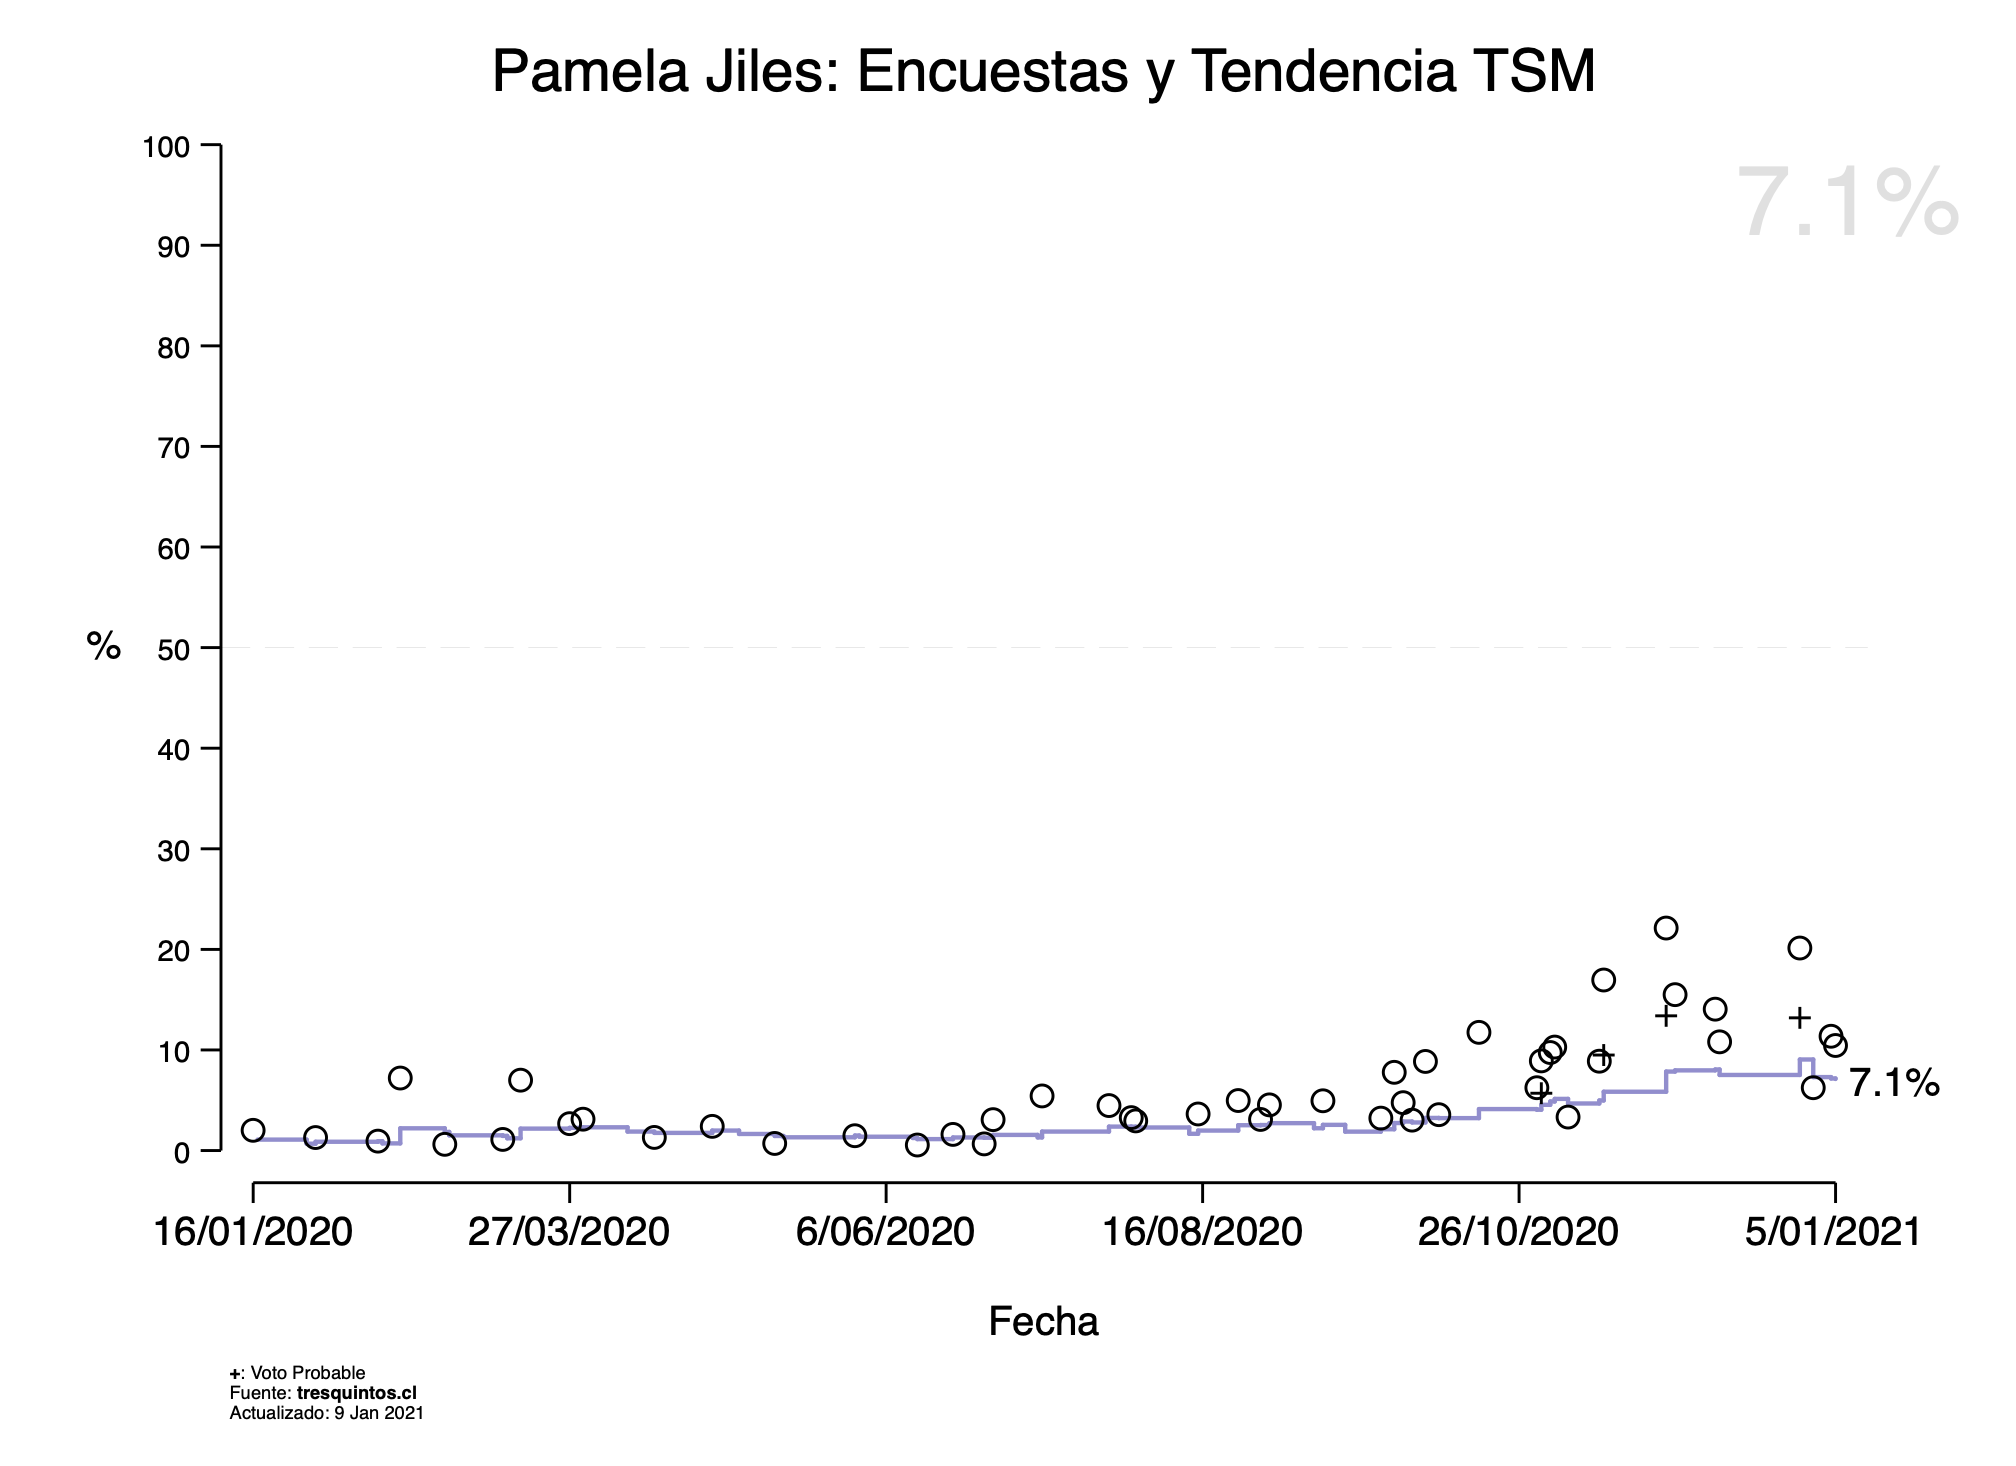 Pamela Jiles: Encuestas y Tendencia TSM
7.1%
100
90
80
70
60
% 50
40
30
20
10
0
7.1%
16/01/2020 27/03/2020 6/06/2020 16/08/2020 26/10/2020 5/01/2021
Fecha
+: Voto Probable
Fuente: tresquintos.cl
Actualizado: 9 Jan 2021